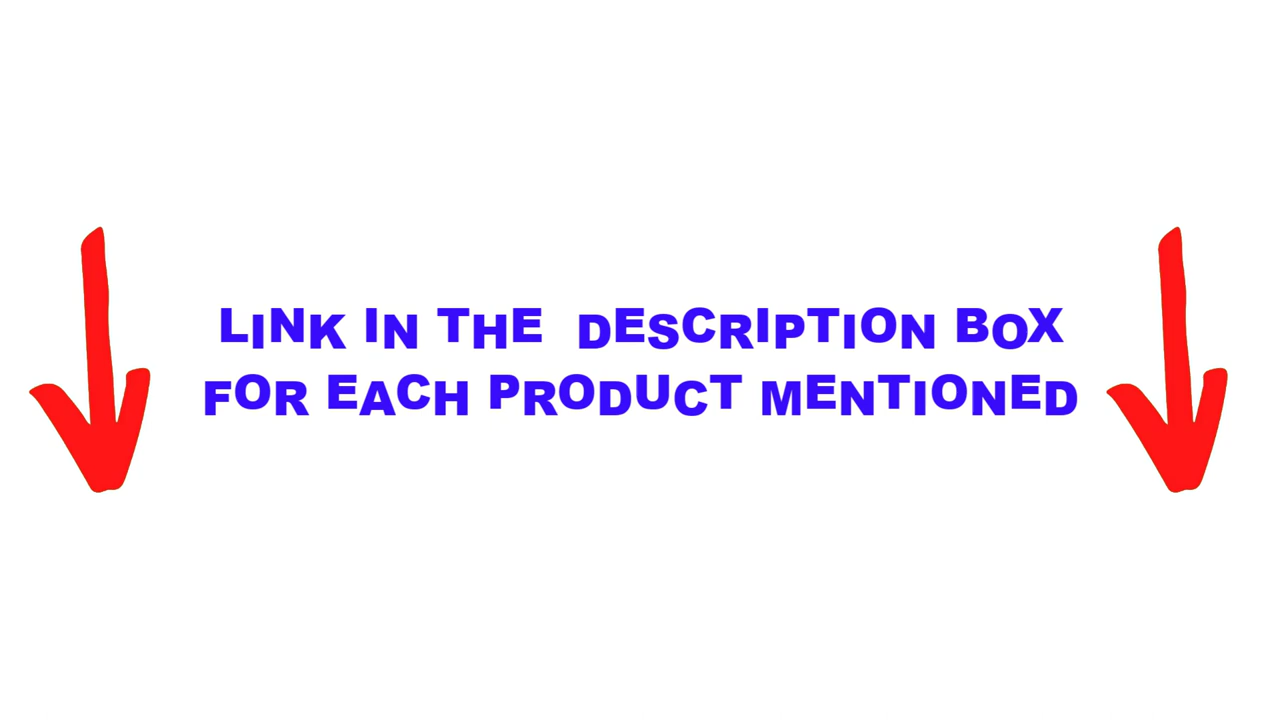 LINK IN THE DESCRIPTION BOX
FOR EACH PRODUCT MENTIONED